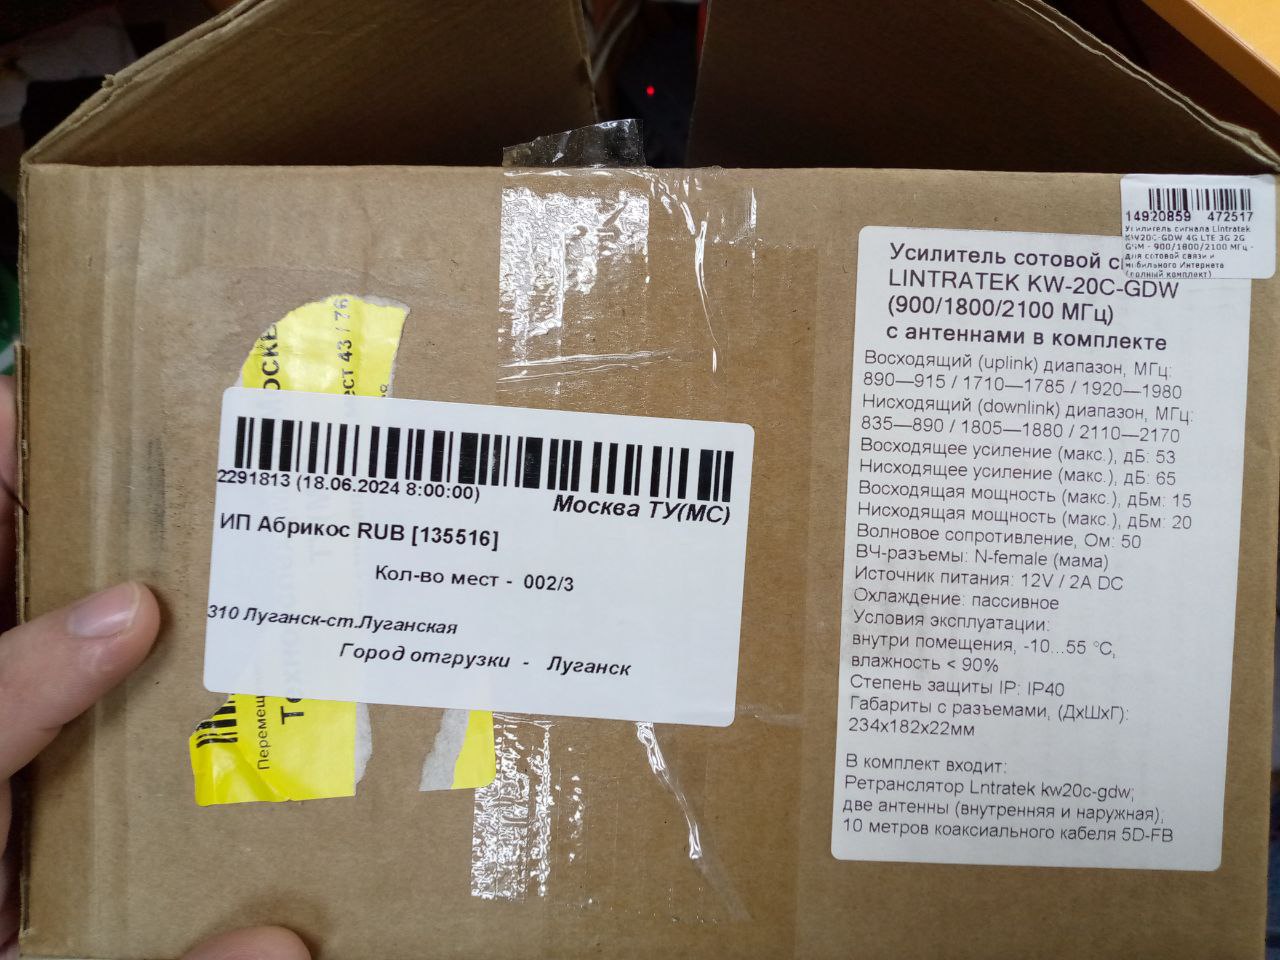 14920859 472517
Усилитель сигнала Lintratek
KW20C-GDW 4G LTE 3G 2G
GSM - 900/1800/2100 МГц -
для сотовой связи и
мобильного Интернета
(полный комплект)
Усилитель сотовой
LINTRATEK KW-20C-GDW
(900/1800/2100 МГц)
с антеннами в комплекте
Восходящий (uplink) диапазон, МГц:
890—915 / 1710—1785 / 1920—1980
Нисходящий (downlink) диапазон, МГц:
835—890 / 1805—1880 / 2110—2170
Восходящее усиление (макс.), дБ: 53
Нисходящее усиление (макс.), дБ: 65
Восходящая мощность (макс.), дБм: 15
Нисходящая мощность (макс.), дБм: 20
Волновое сопротивление, Ом: 50
ВЧ-разъемы: N-female (мама)
Источник питания: 12V / 2A DC
Охлаждение: пассивное
Условия эксплуатации:
внутри помещения, -10...55 °C,
влажность < 90%
Степень защиты IP: IP40
Габариты с разъемами, (ДхШхГ):
234х182х22мм
В комплект входит:
Ретранслятор Lntratek kw20c-gdw;
две антенны (внутренняя и наружная);
10 метров коаксиального кабеля 5D-FB
ест 43 / 76
ОСКЕ
2291813 (18.06.2024 8:00:00)
Москва ТУ(МС)
ИП Абрикос RUB [135516]
Кол-во мест - 002/3
310 Луганск-ст.Луганская
Город отгрузки - Луганск
Перемещ